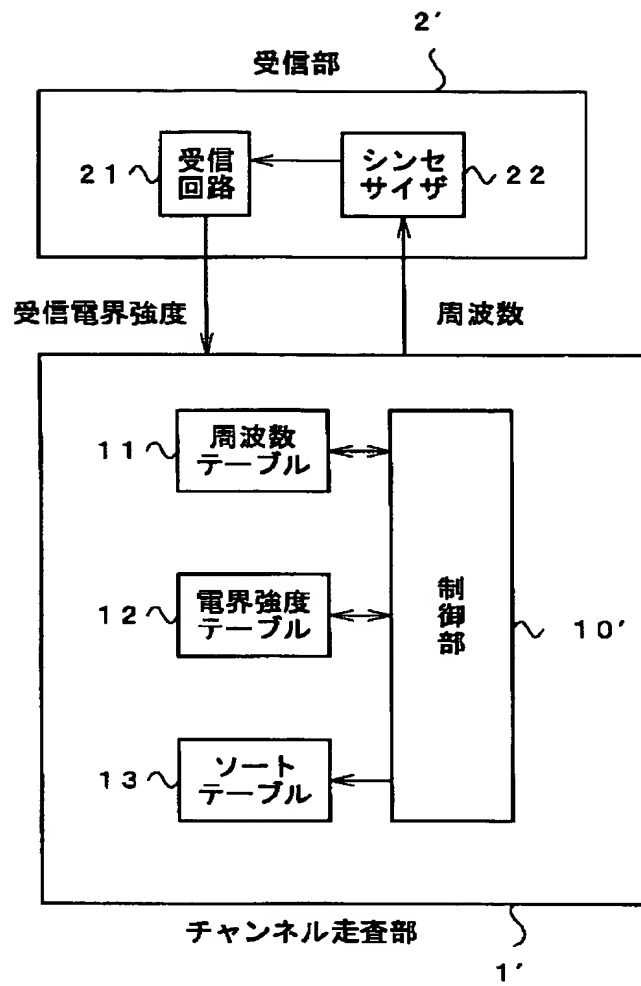 2′
受信部
21
受信
回路
シンセ
サイザ
22
受信電界強度
周波数
11
周波数
テーブル
12
電界強度
テーブル
13
ソート
テーブル
制御部
10′
チャンネル走査部
1′